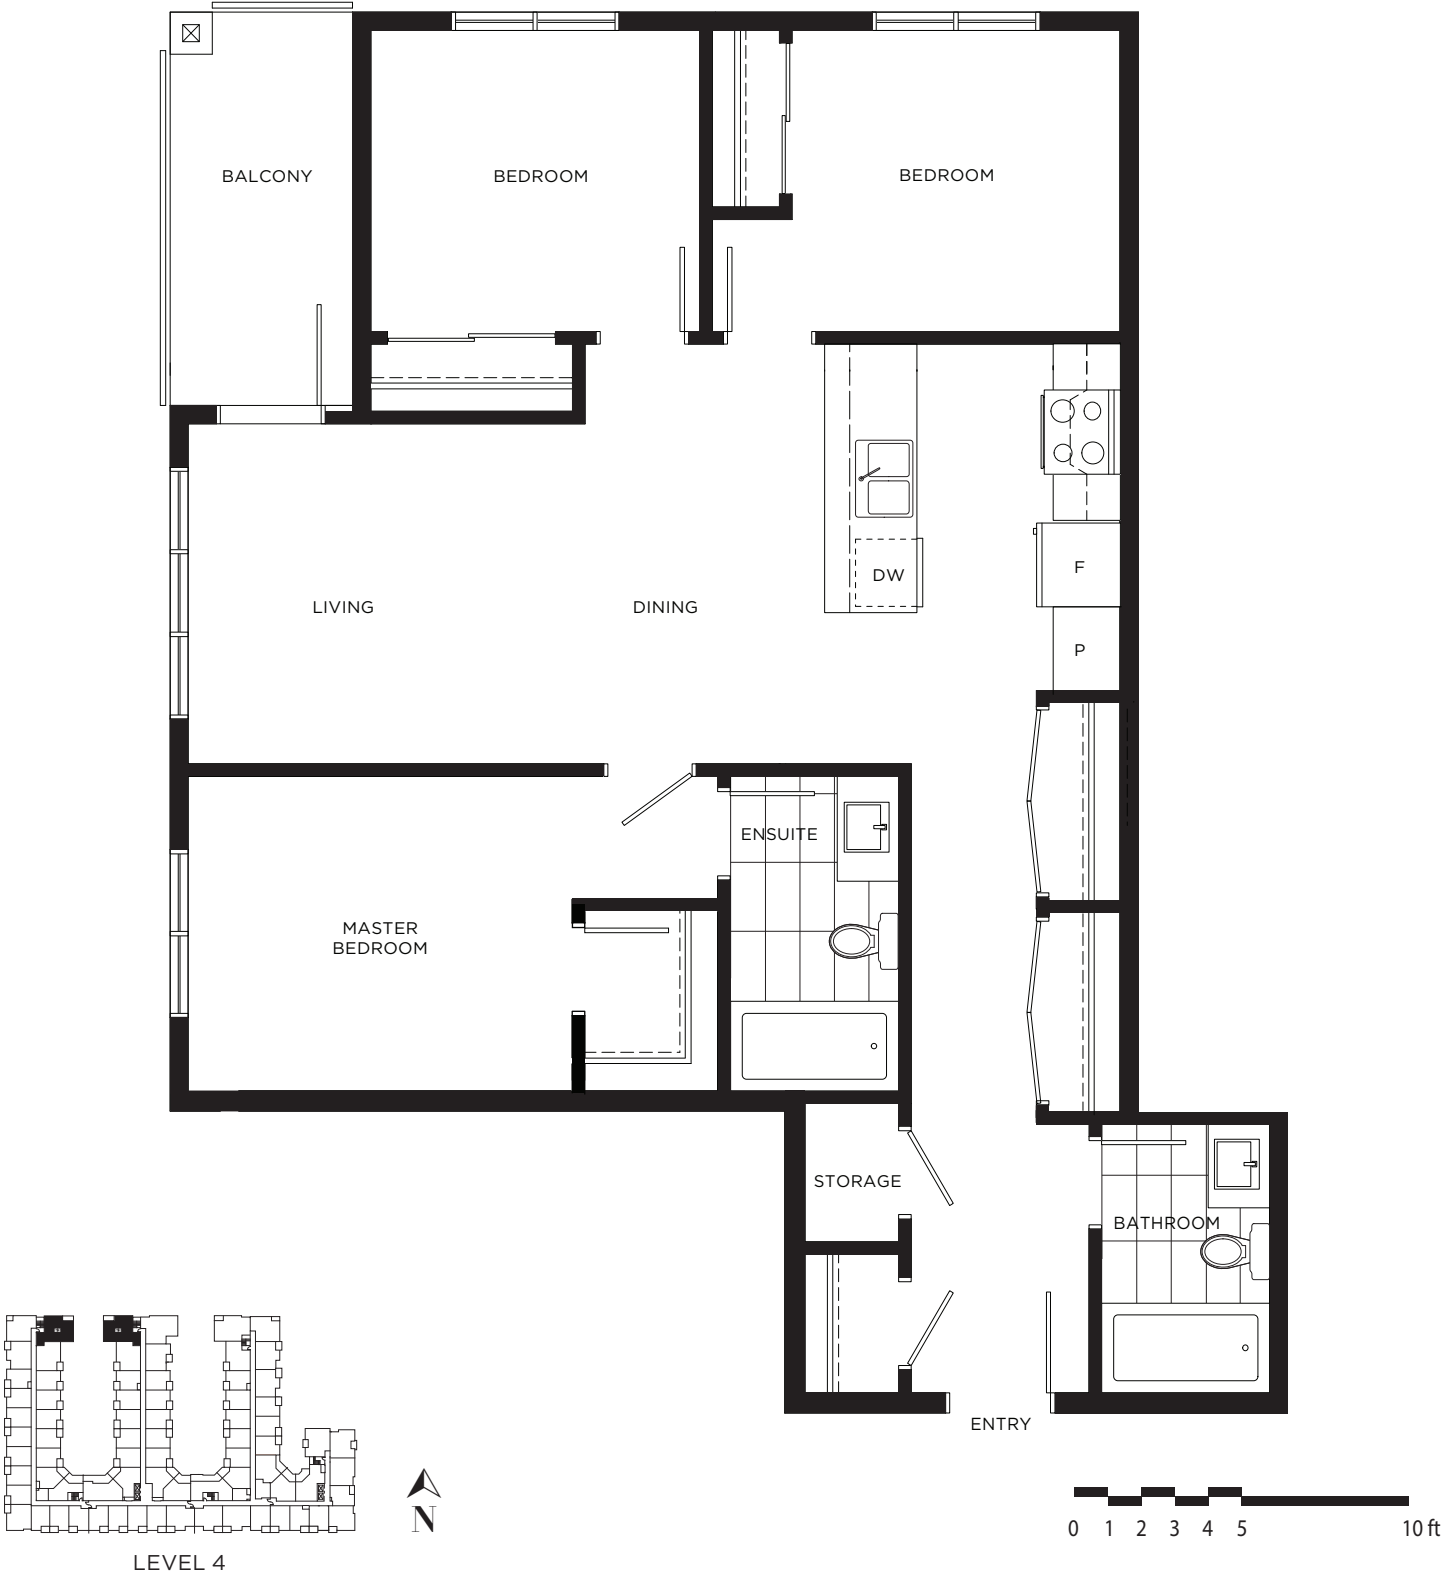 BALCONY
BEDROOM
BEDROOM
LIVING
DINING
DW
F
P
ENSUITE
MASTER
BEDROOM
STORAGE
BATHROOM
ENTRY
N
0 1 2 3 4 5 10 ft
LEVEL 4